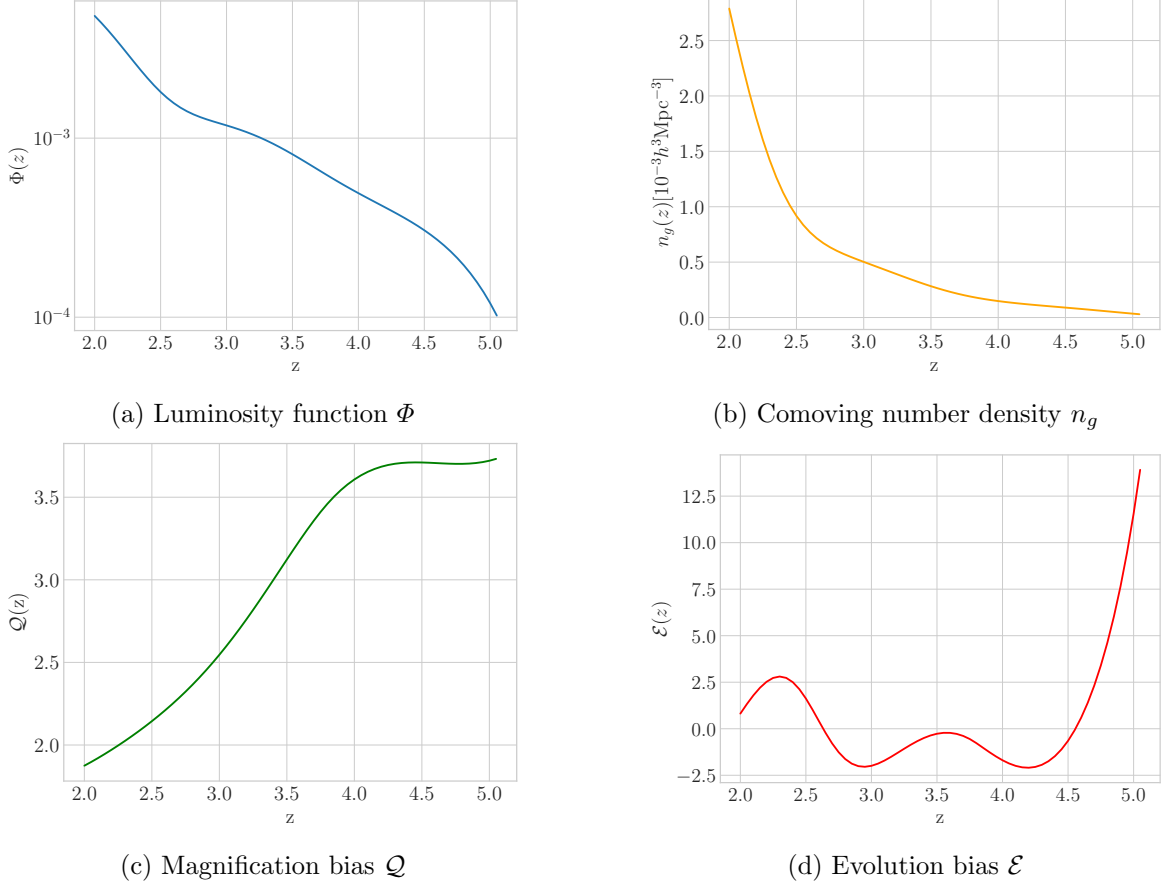 10⁻³
10⁻⁴
Φ(z)
2.0 2.5 3.0 3.5 4.0 4.5 5.0
z
(a) Luminosity function Φ
2.5
2.0
1.5
1.0
0.5
0.0
n_g(z)[10⁻³h³Mpc⁻³]
2.0 2.5 3.0 3.5 4.0 4.5 5.0
z
(b) Comoving number density n_g
3.5
3.0
2.5
2.0
𝒬(z)
2.0 2.5 3.0 3.5 4.0 4.5 5.0
z
(c) Magnification bias 𝒬
12.5
10.0
7.5
5.0
2.5
0.0
−2.5
ℰ(z)
2.0 2.5 3.0 3.5 4.0 4.5 5.0
z
(d) Evolution bias ℰ